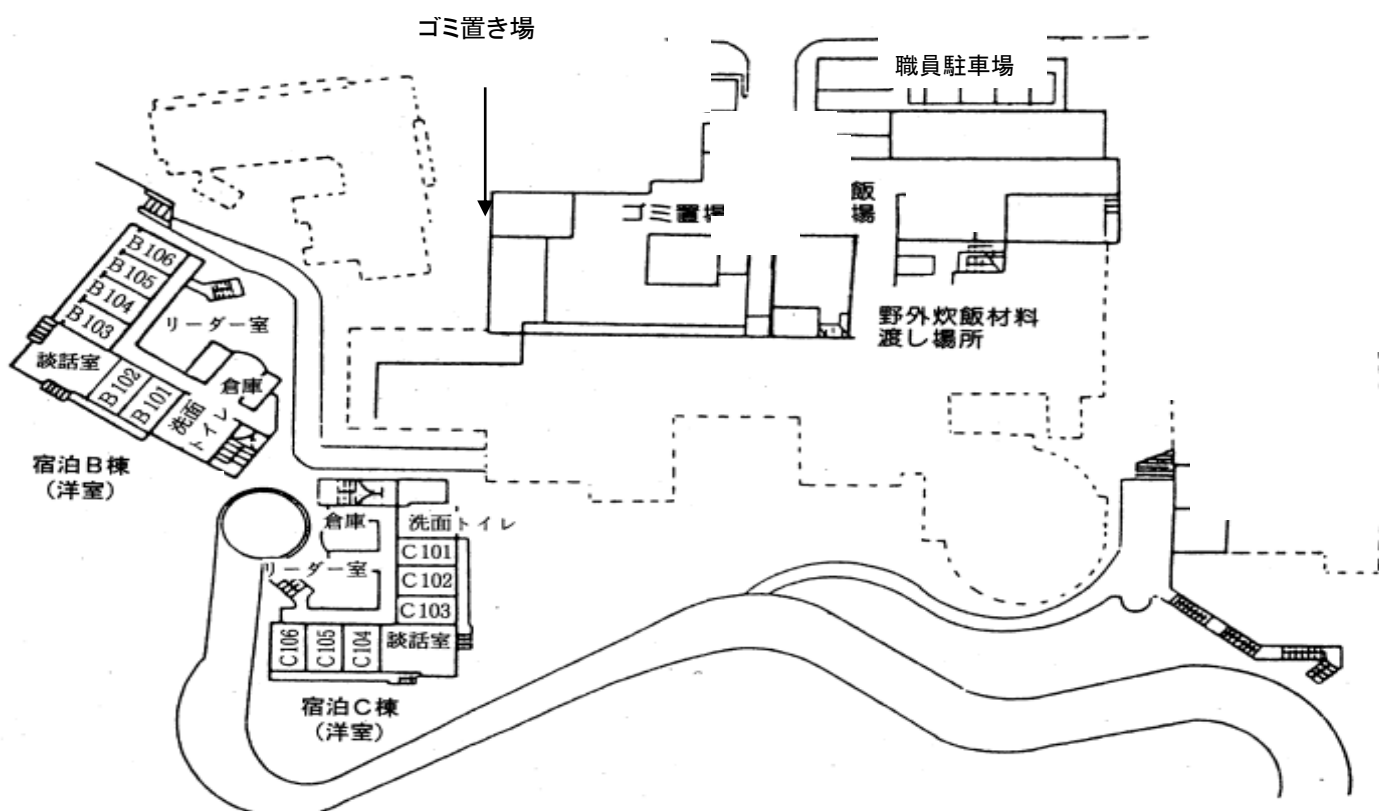 ゴミ置き場
職員駐車場
飯
場
ゴミ置場
野外炊飯材料
渡し場所
B106
B105
B104
B103
リーダー室
談話室
B102
B101
倉庫
洗面
トイレ
宿泊B棟
(洋室)
倉庫
洗面トイレ
C101
リーダー室
C102
C103
C106
C105
C104
談話室
宿泊C棟
(洋室)